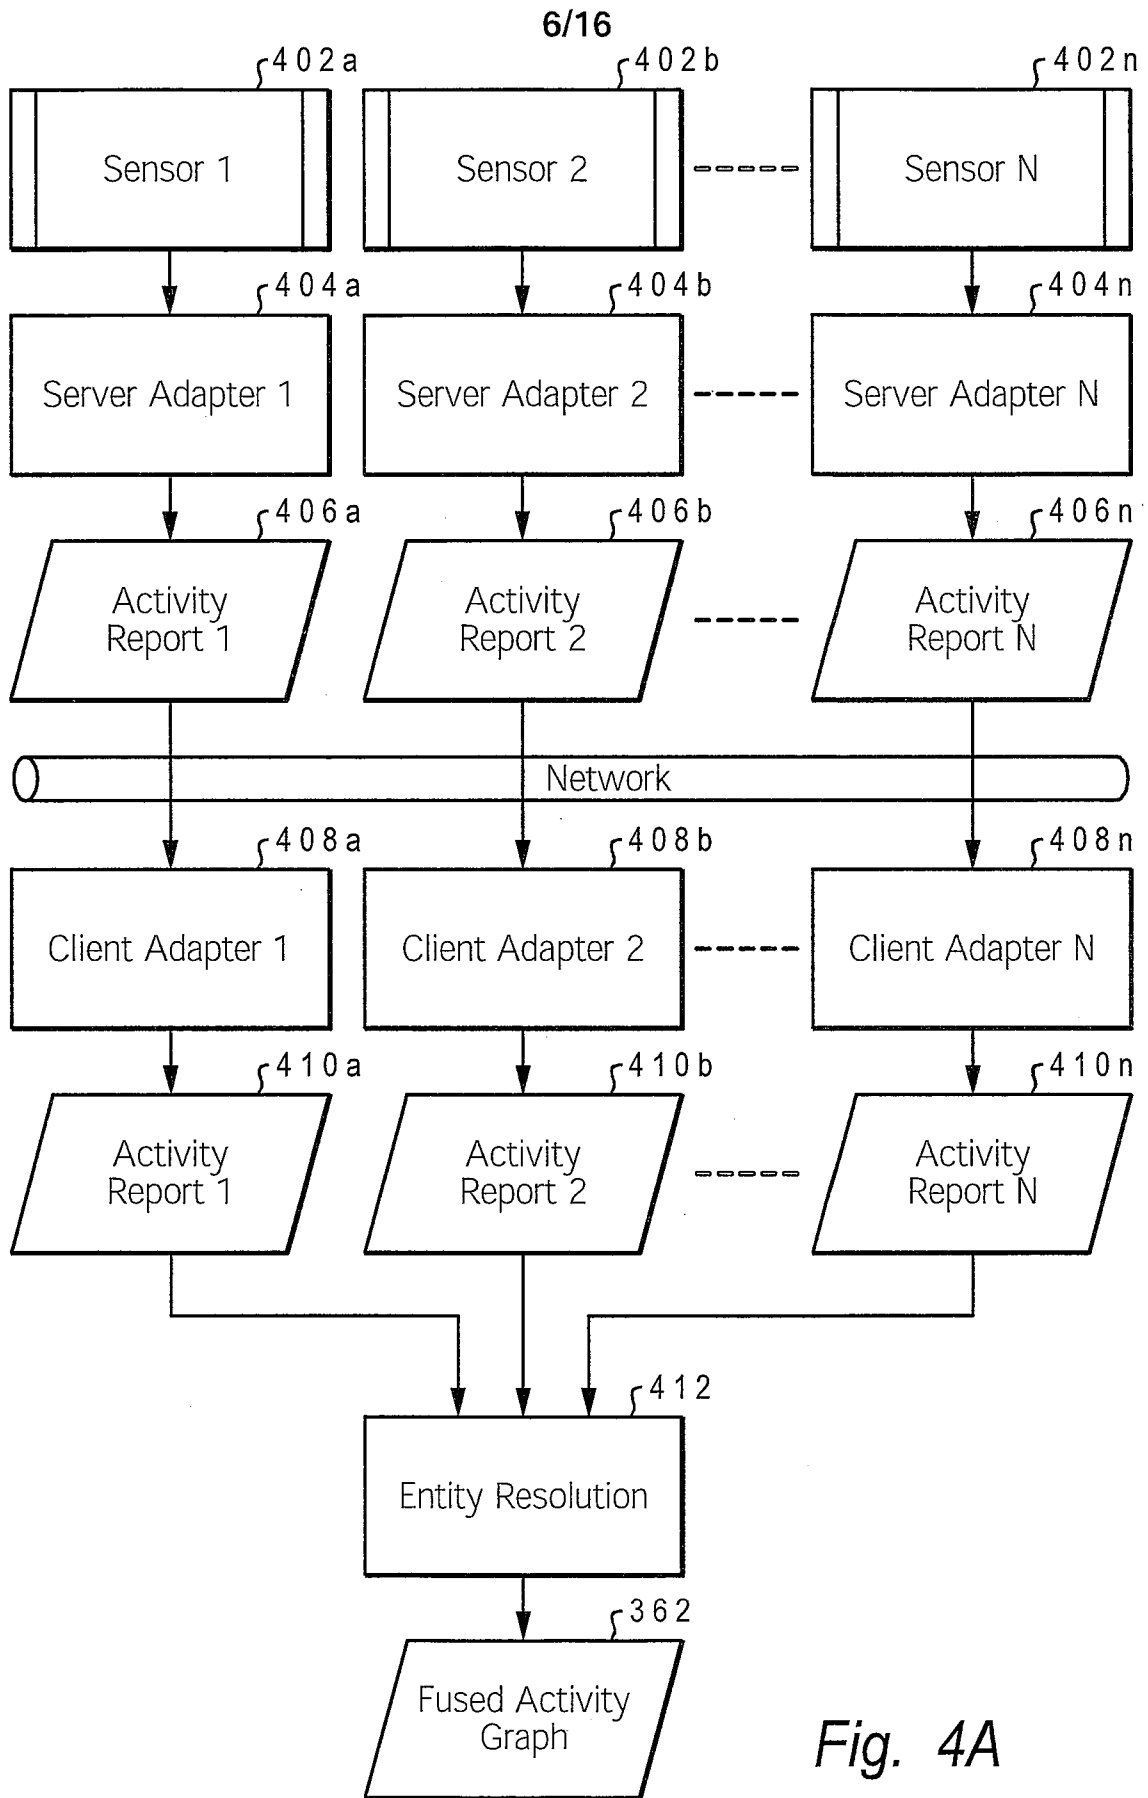 6/16
402a 402b 402n
Sensor 1 Sensor 2 Sensor N
404a 404b 404n
Server Adapter 1 Server Adapter 2 Server Adapter N
406a 406b 406n
Activity Activity Activity
Report 1 Report 2 Report N
Network
408a 408b 408n
Client Adapter 1 Client Adapter 2 Client Adapter N
410a 410b 410n
Activity Activity Activity
Report 1 Report 2 Report N
412
Entity Resolution
362
Fused Activity
Graph
Fig. 4A